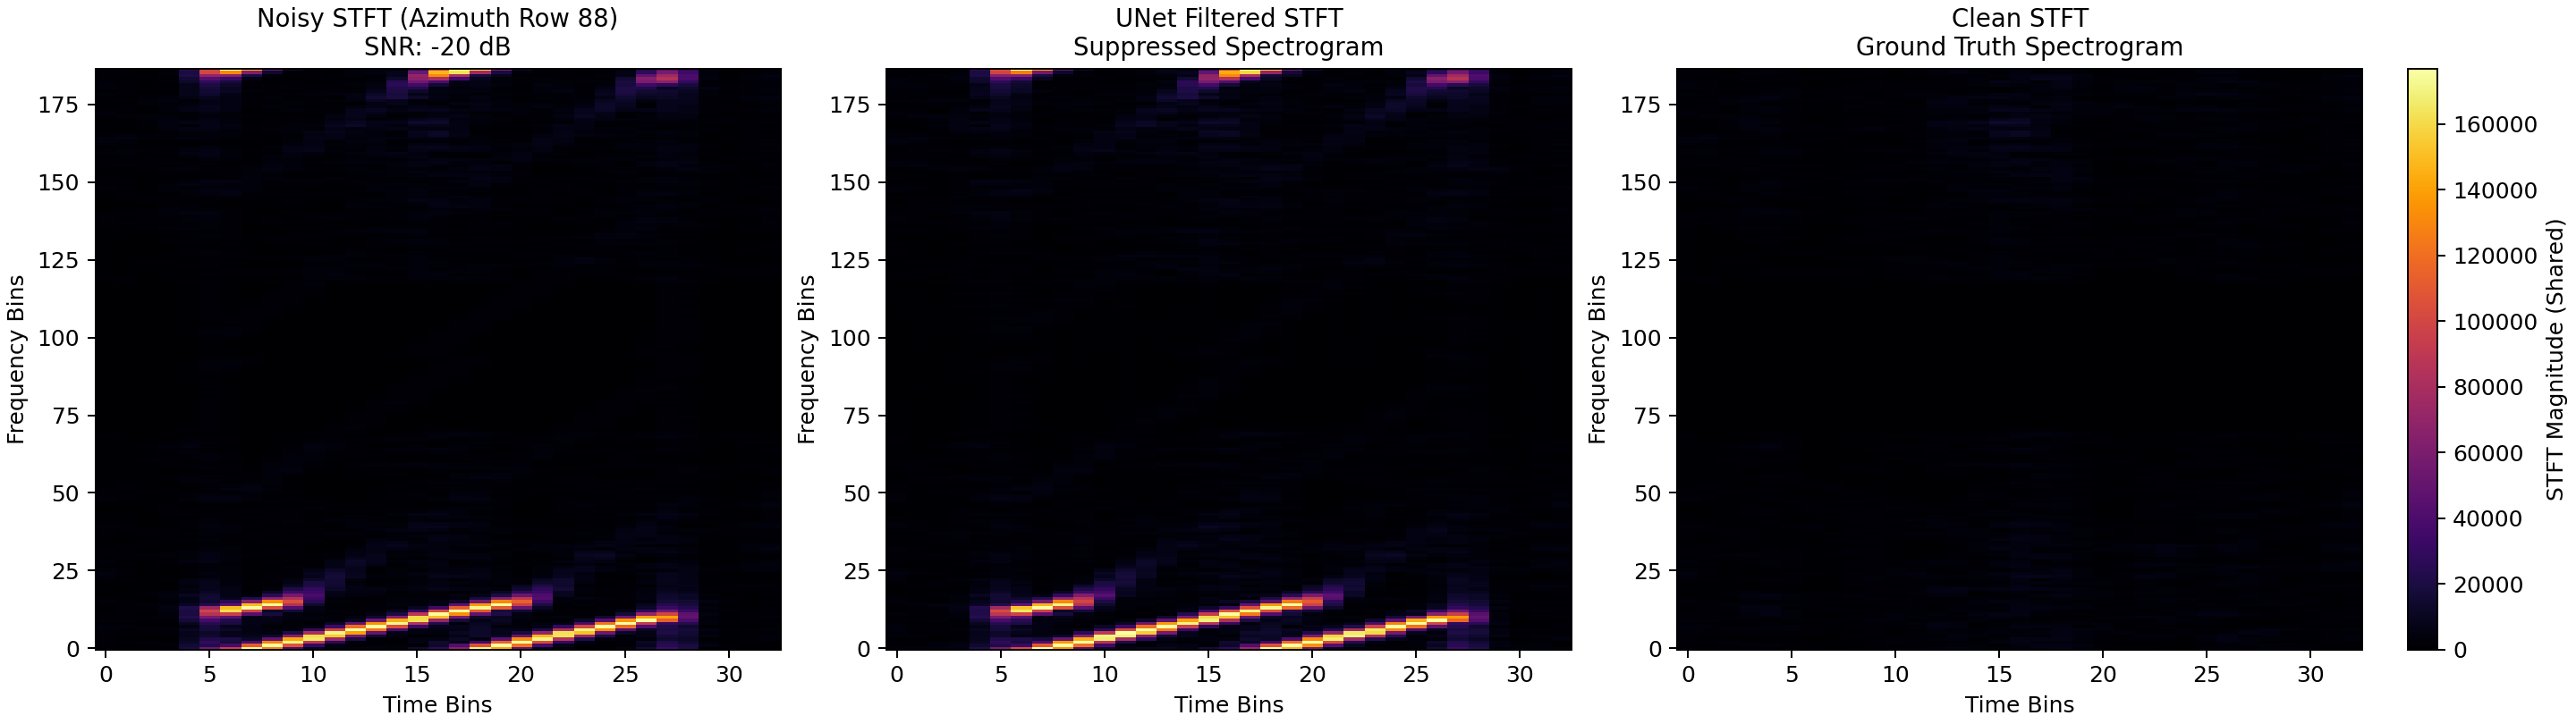 Noisy STFT (Azimuth Row 88)
SNR: -20 dB
Frequency Bins
175
150
125
100
75
50
25
0
0 5 10 15 20 25 30
Time Bins
UNet Filtered STFT
Suppressed Spectrogram
Frequency Bins
175
150
125
100
75
50
25
0
0 5 10 15 20 25 30
Time Bins
Clean STFT
Ground Truth Spectrogram
Frequency Bins
175
150
125
100
75
50
25
0
0 5 10 15 20 25 30
Time Bins
160000
140000
120000
100000
80000
60000
40000
20000
0
STFT Magnitude (Shared)